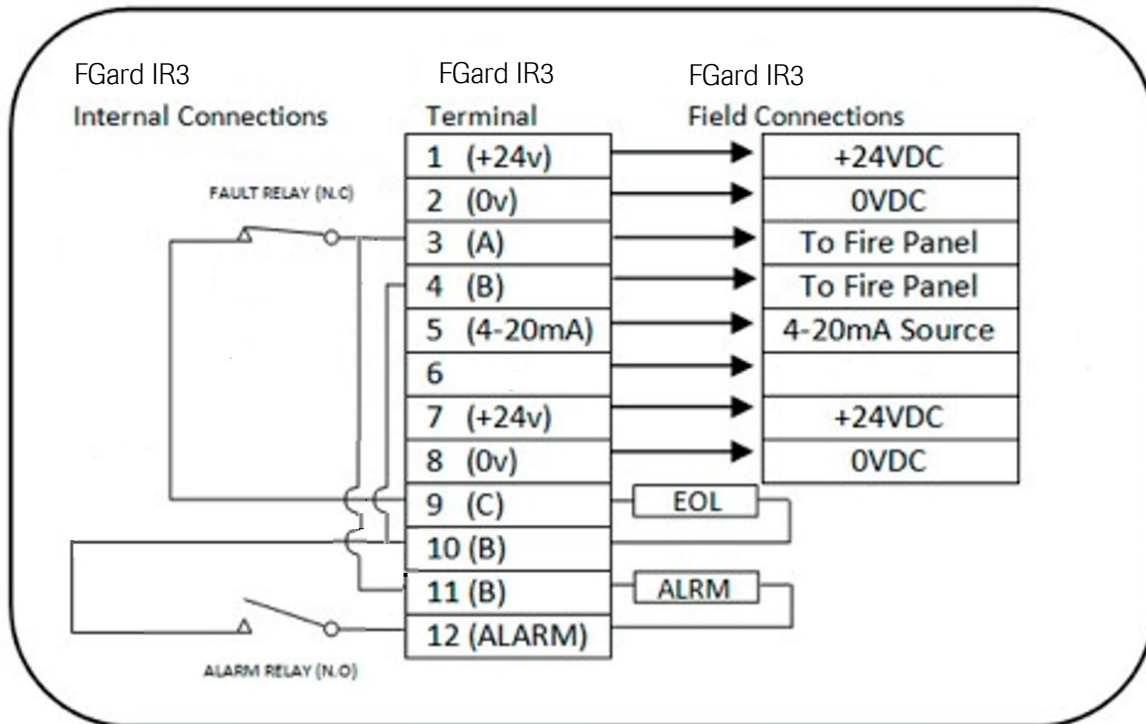 FGard IR3 FGard IR3 FGard IR3
Internal Connections Terminal Field Connections
1 (+24v) +24VDC
FAULT RELAY (N.C)
2 (0v) 0VDC
3 (A) To Fire Panel
4 (B) To Fire Panel
5 (4-20mA) 4-20mA Source
6
7 (+24v) +24VDC
8 (0v) 0VDC
9 (C) EOL
10 (B)
11 (B) ALRM
12 (ALARM)
ALARM RELAY (N.O)